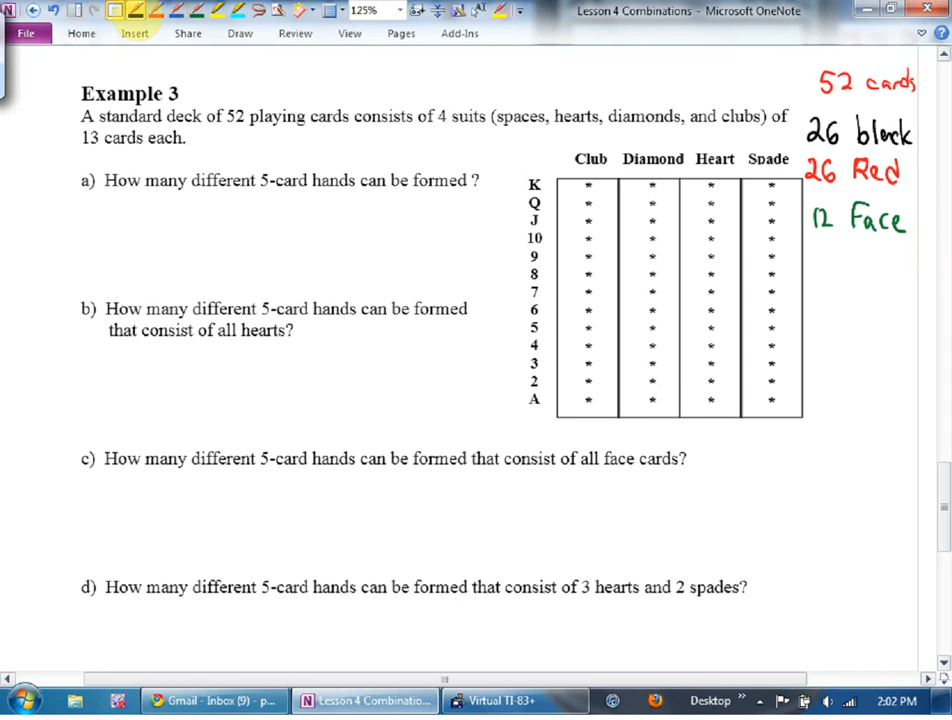 125%
Lesson 4 Combinations - Microsoft OneNote
File Home Insert Share Draw Review View Pages Add-Ins
52 cards
Example 3
A standard deck of 52 playing cards consists of 4 suits (spaces, hearts, diamonds, and clubs) of
13 cards each.
26 black
Club Diamond Heart Spade
26 Red
a) How many different 5-card hands can be formed ?
K * * * *
Q * * * *
12 Face
J * * * *
10 * * * *
9 * * * *
8 * * * *
7 * * * *
b) How many different 5-card hands can be formed
that consist of all hearts?
6 * * * *
5 * * * *
4 * * * *
3 * * * *
2 * * * *
A * * * *
c) How many different 5-card hands can be formed that consist of all face cards?
d) How many different 5-card hands can be formed that consist of 3 hearts and 2 spades?
Gmail - Inbox (9) - p... Lesson 4 Combinatio... Virtual TI-83+ Desktop 2:02 PM